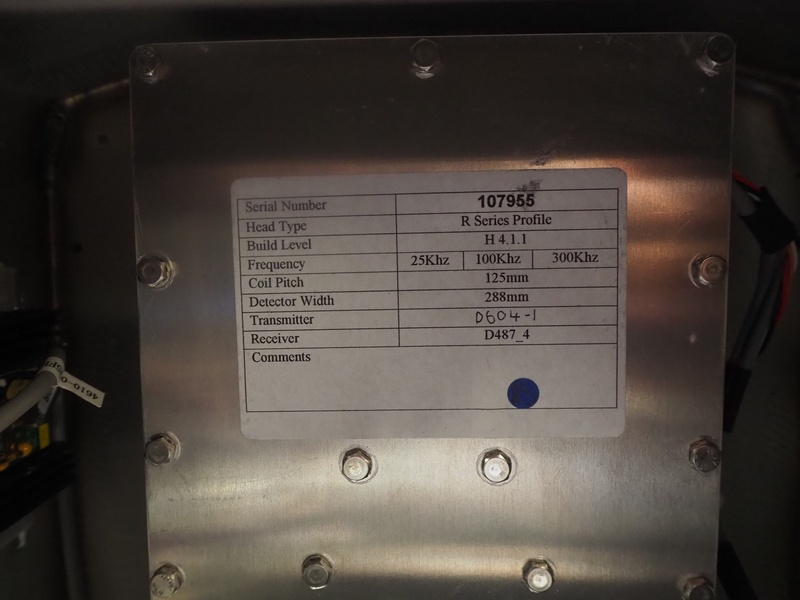 Serial Number 107955
Head Type R Series Profile
Build Level H 4.1.1
Frequency 25Khz 100Khz 300Khz
Coil Pitch 125mm
Detector Width 288mm
Transmitter D604-1
Receiver D487_4
Comments